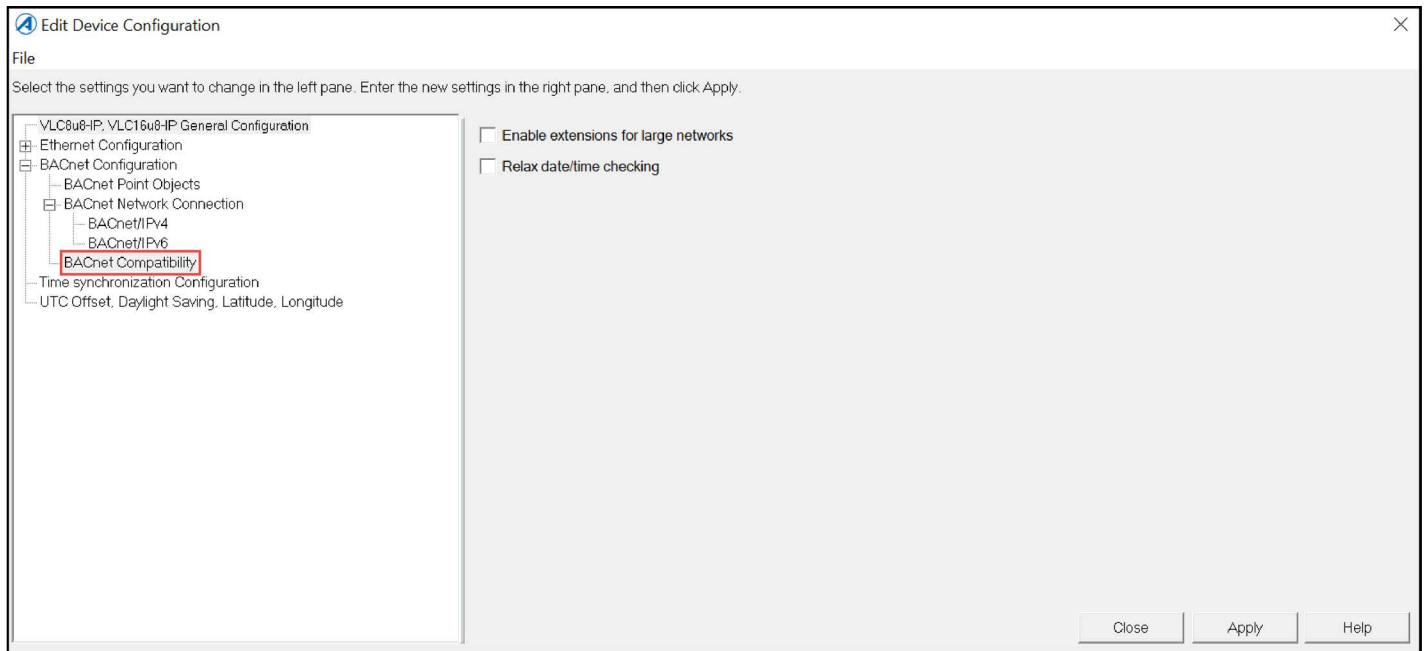 Edit Device Configuration
File
Select the settings you want to change in the left pane. Enter the new settings in the right pane, and then click Apply.
VLC8u8-IP, VLC16u8-IP General Configuration
Ethernet Configuration
BACnet Configuration
BACnet Point Objects
BACnet Network Connection
BACnet/IPv4
BACnet/IPv6
BACnet Compatibility
Time synchronization Configuration
UTC Offset, Daylight Saving, Latitude, Longitude
Enable extensions for large networks
Relax date/time checking
Close Apply Help